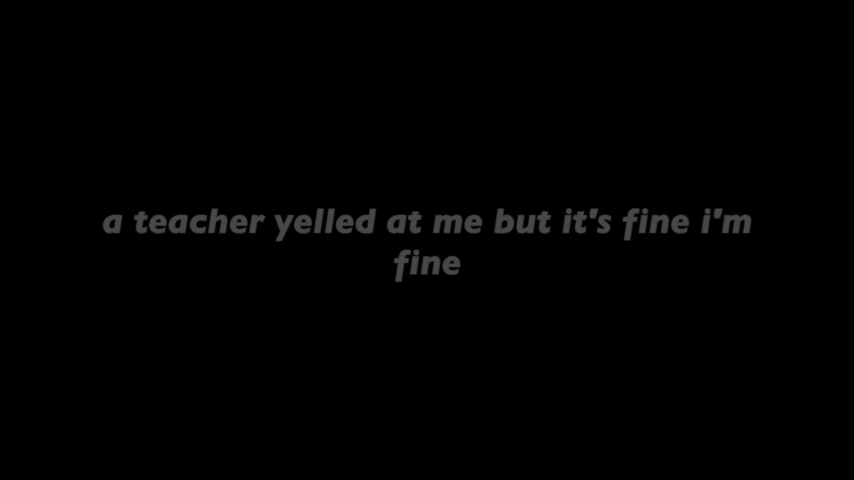 a teacher yelled at me but it's fine i'm
fine